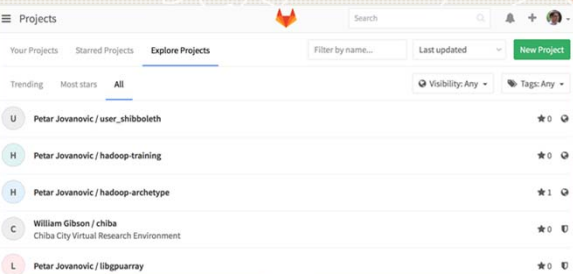 Projects
Search
Your Projects Starred Projects Explore Projects
Filter by name...
Last updated
New Project
Trending Most stars All
Visibility: Any
Tags: Any
U Petar Jovanovic / user_shibboleth 0
H Petar Jovanovic / hadoop-training 0
H Petar Jovanovic / hadoop-archetype 1
C William Gibson / chiba 0
Chiba City Virtual Research Environment
L Petar Jovanovic / libgpuarray 0